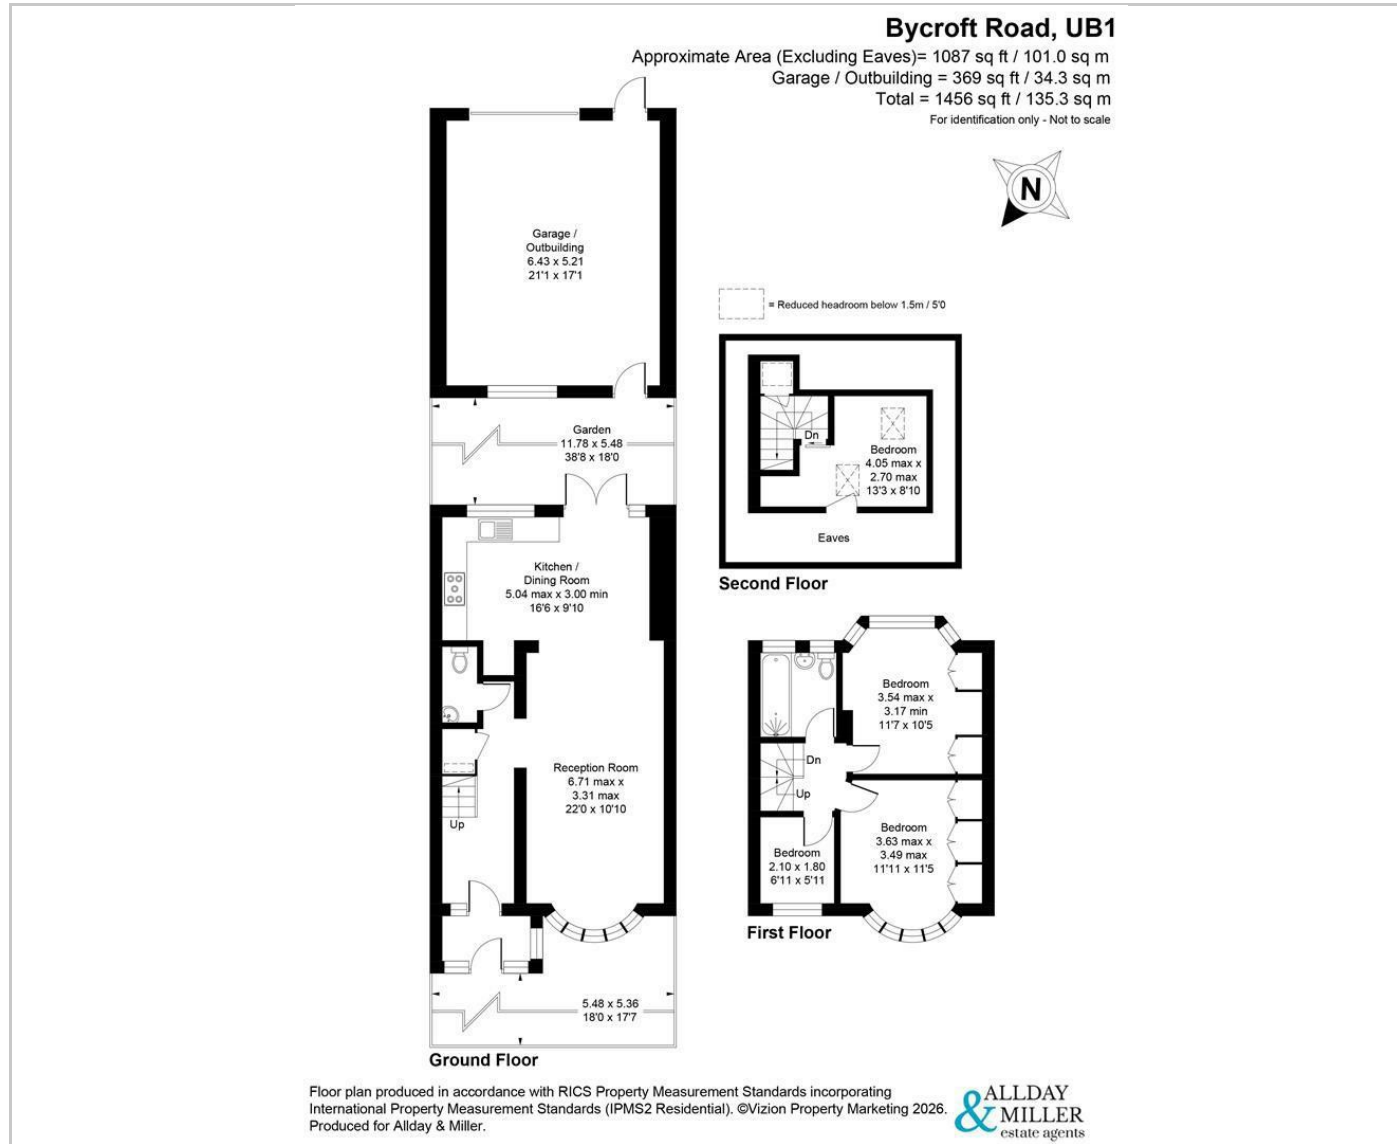 Bycroft Road, UB1
Approximate Area (Excluding Eaves)= 1087 sq ft / 101.0 sq m
Garage / Outbuilding = 369 sq ft / 34.3 sq m
Total = 1456 sq ft / 135.3 sq m
For identification only - Not to scale
N
Garage /
Outbuilding
6.43 x 5.21
21'1 x 17'1
= Reduced headroom below 1.5m / 5'0
Garden
11.78 x 5.48
38'8 x 18'0
Dn
Bedroom
4.05 max x
2.70 max
13'3 x 8'10
Eaves
Second Floor
Kitchen /
Dining Room
5.04 max x 3.00 min
16'6 x 9'10
Reception Room
6.71 max x
3.31 max
22'0 x 10'10
Up
Bedroom
3.54 max x
3.17 min
11'7 x 10'5
Dn
Up
Bedroom
3.63 max x
3.49 max
11'11 x 11'5
Bedroom
2.10 x 1.80
6'11 x 5'11
First Floor
5.48 x 5.36
18'0 x 17'7
Ground Floor
Floor plan produced in accordance with RICS Property Measurement Standards incorporating
International Property Measurement Standards (IPMS2 Residential). ©Vizion Property Marketing 2026.
Produced for Allday & Miller.
ALLDAY
& MILLER
estate agents